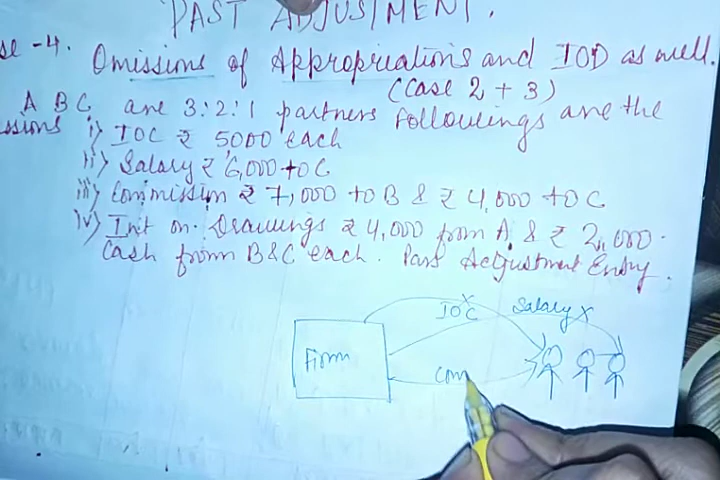 PAST ADJUSTMENT.
se -4. Omissions of Appropriations and IOD as well.
(Case 2 + 3)
A B C are 3:2:1 partners Followings are the
ssions i) IOC ₹ 5000 each
ii) Salary ₹ 6,000 to C
iii) Commission ₹ 7,000 to B & ₹ 4,000 to C
iv) Int on. Drawings ₹ 4,000 from A & ₹ 2,000.
Cash from B & C each. Pass Adjustment Entry.
IOC x Salary x
Firm
Com